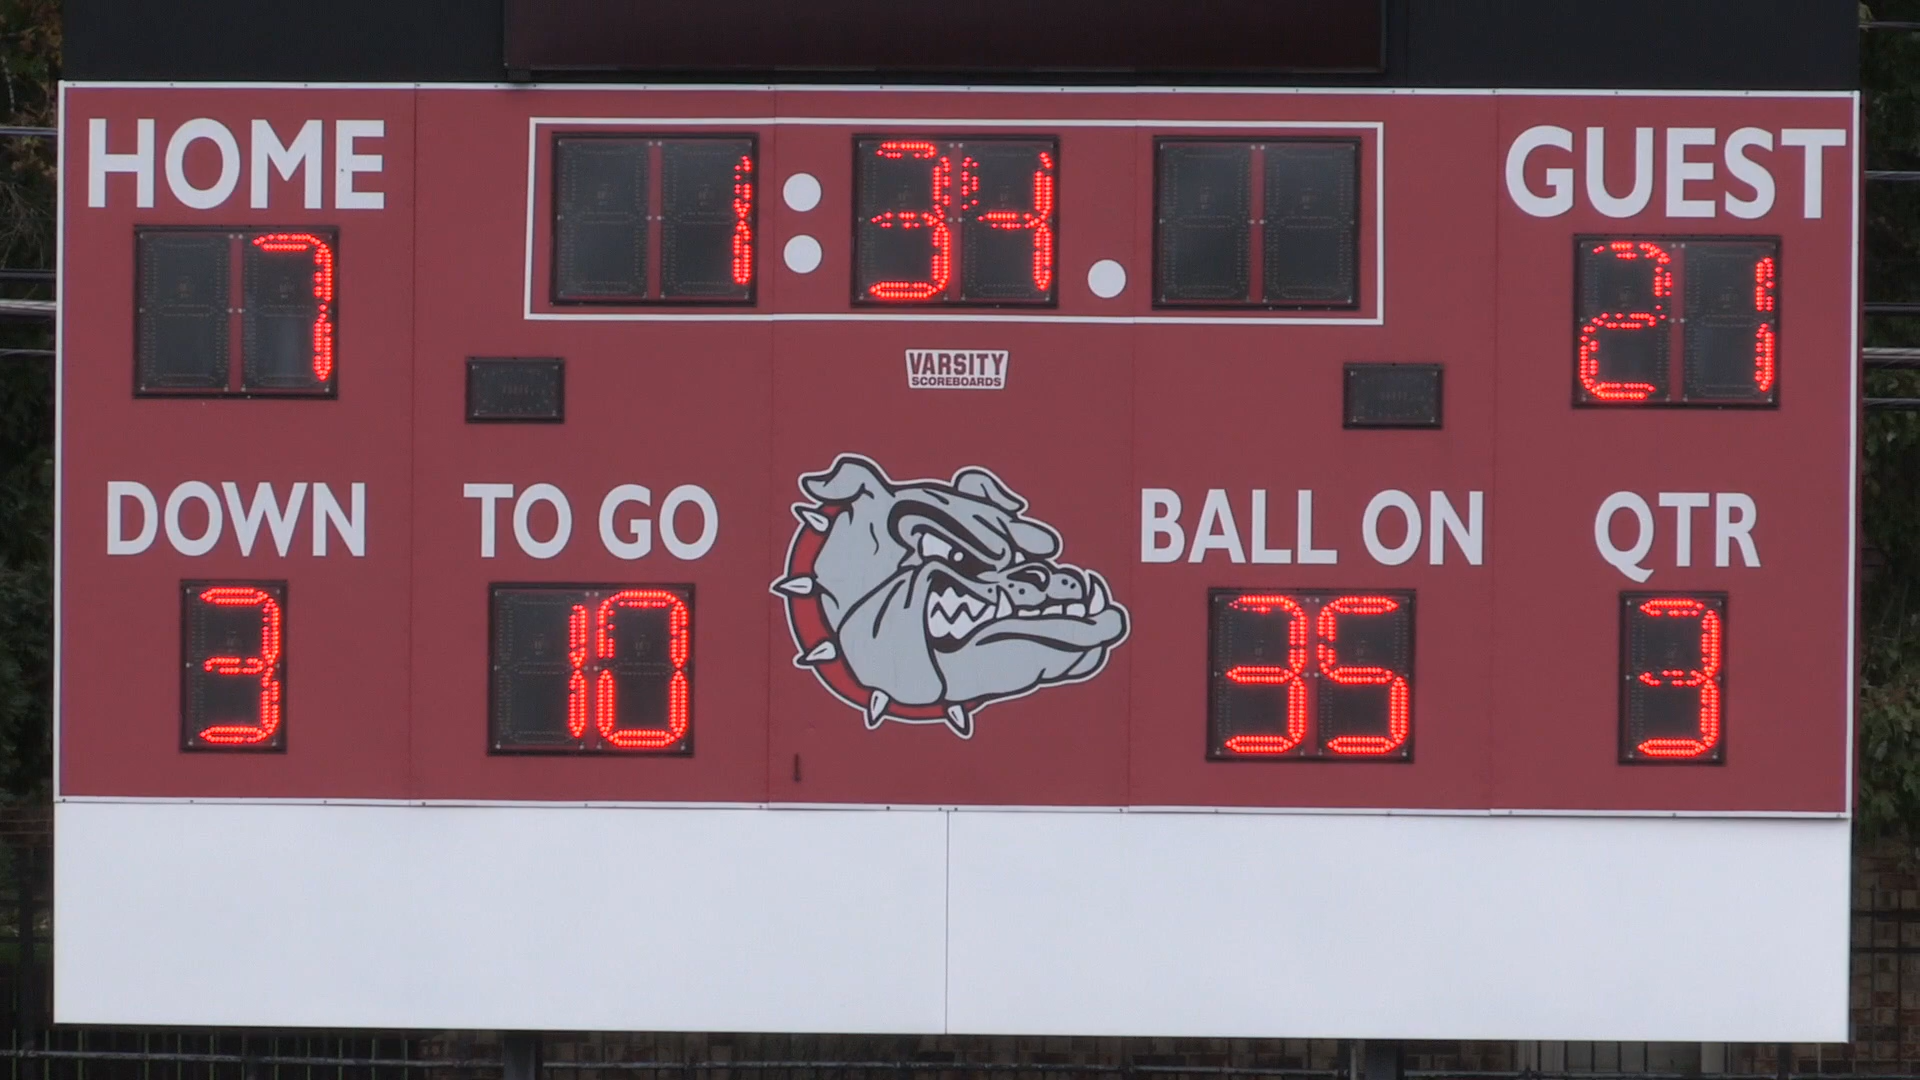 HOME 1:34. GUEST
7 21
VARSITY
SCOREBOARDS
DOWN TO GO BALL ON QTR
3 10 35 3